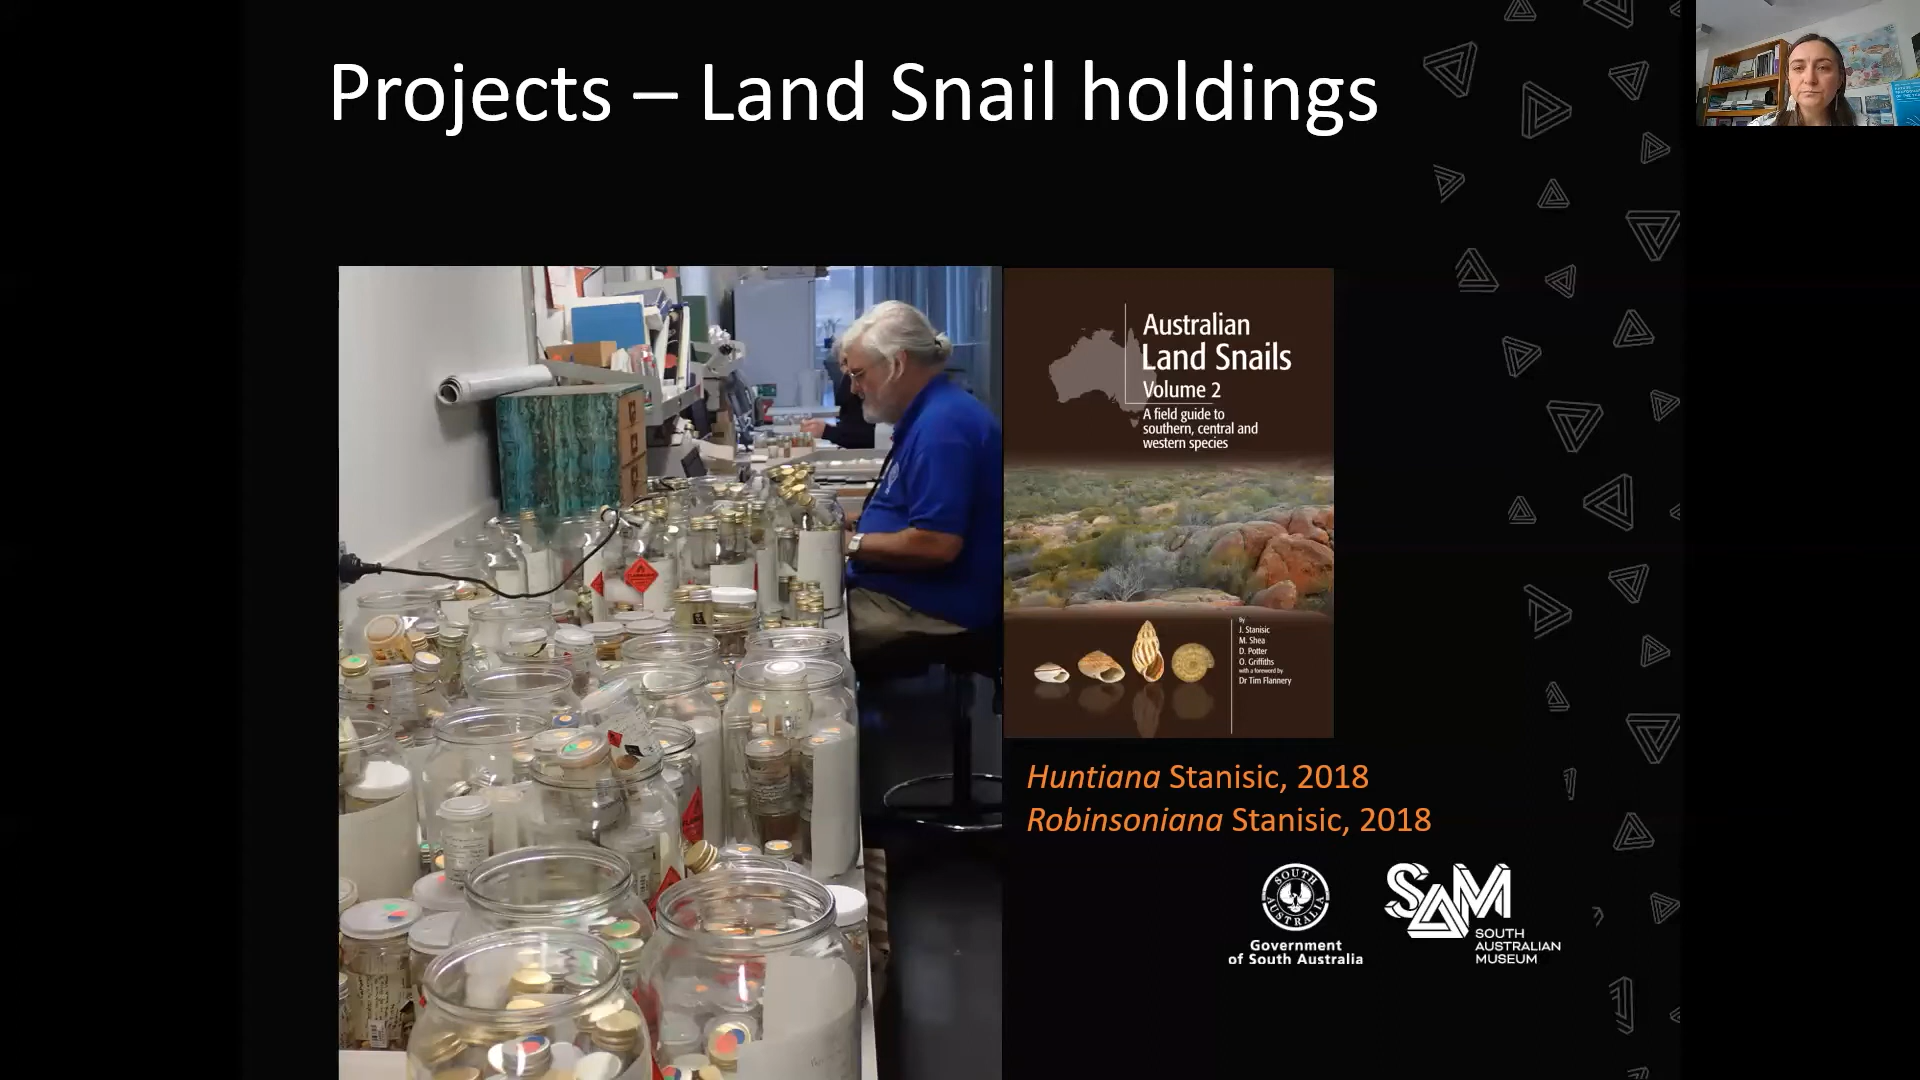 Projects – Land Snail holdings
Australian
Land Snails
Volume 2
A field guide to
southern, central and
western species
By
J. Stanisic
M. Shea
D. Potter
O. Griffiths
with a foreword by
Dr Tim Flannery
Huntiana Stanisic, 2018
Robinsoniana Stanisic, 2018
SOUTH
AUSTRALIA
Government
of South Australia
SAM
SOUTH
AUSTRALIAN
MUSEUM